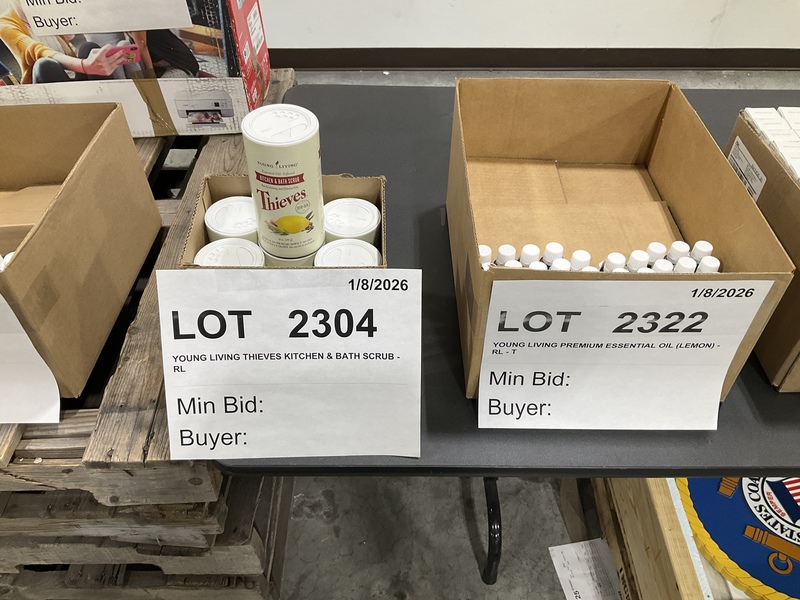 Min Bid:
Buyer:
YOUNG LIVING
KITCHEN & BATH SCRUB
Thieves
1/8/2026
LOT 2304
YOUNG LIVING THIEVES KITCHEN & BATH SCRUB -
RL
Min Bid:
Buyer:
1/8/2026
LOT 2322
YOUNG LIVING PREMIUM ESSENTIAL OIL (LEMON) -
RL - T
Min Bid:
Buyer:
STATES COA